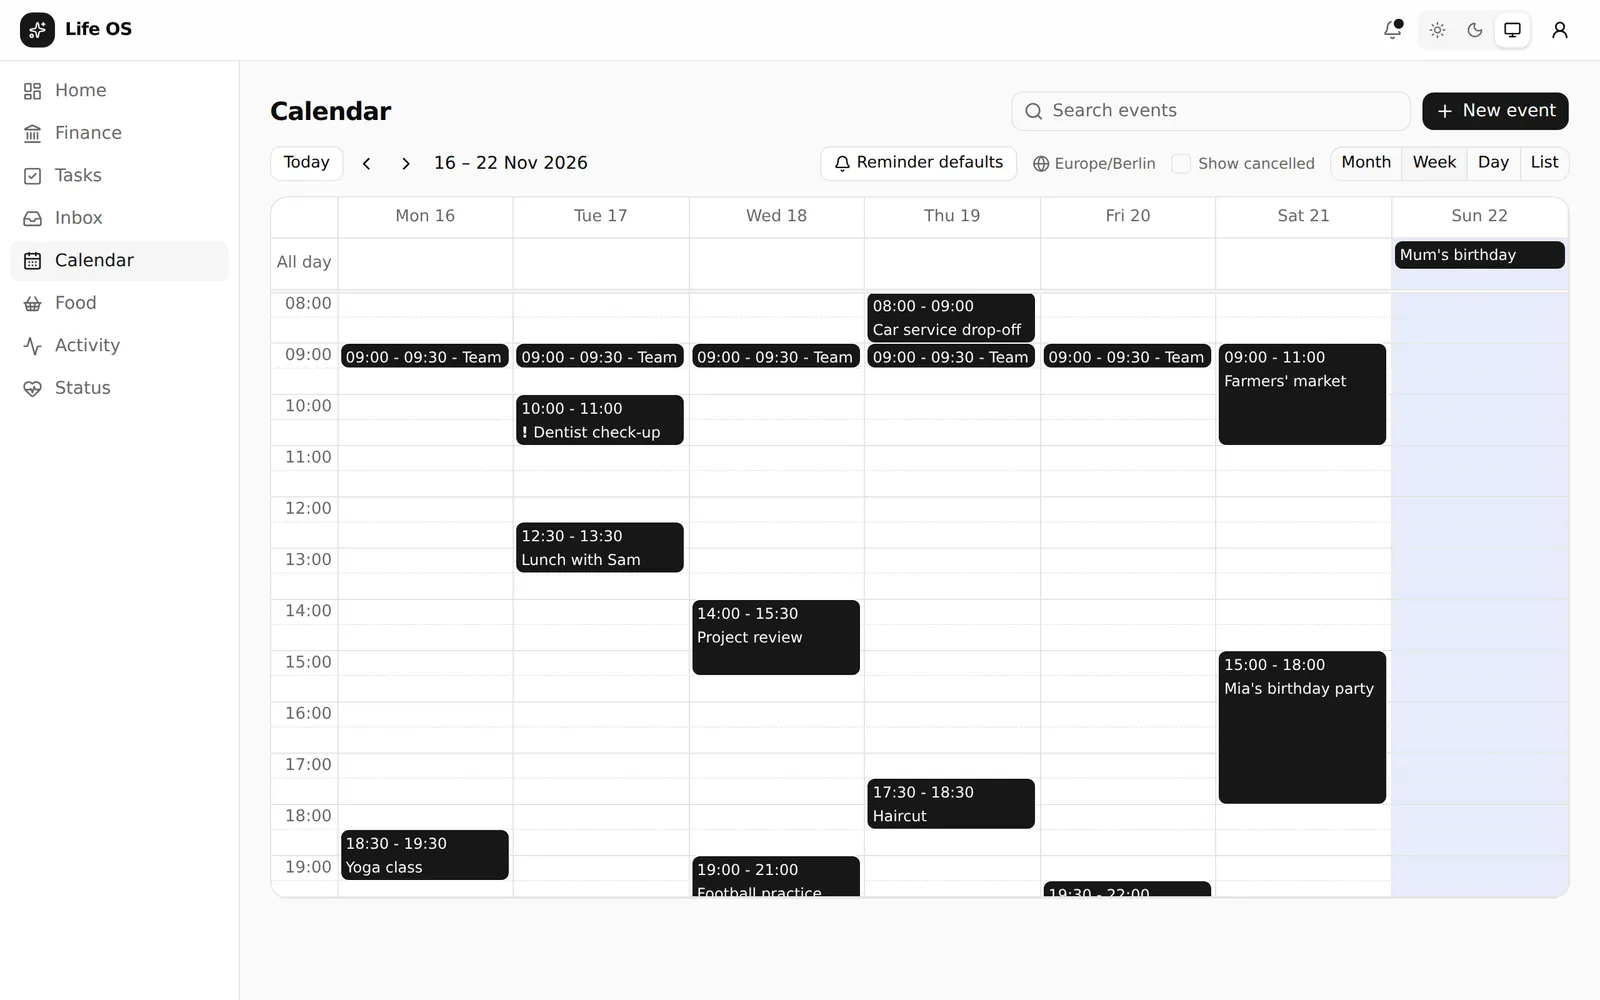 Life OS
Home
Finance
Tasks
Inbox
Calendar
Food
Activity
Status
Calendar
Search events
New event
Today
16 – 22 Nov 2026
Reminder defaults
Europe/Berlin
Show cancelled
Month
Week
Day
List
Mon 16
Tue 17
Wed 18
Thu 19
Fri 20
Sat 21
Sun 22
All day
Mum's birthday
08:00
08:00 - 09:00
Car service drop-off
09:00
09:00 - 09:30 - Team
09:00 - 09:30 - Team
09:00 - 09:30 - Team
09:00 - 09:30 - Team
09:00 - 09:30 - Team
09:00 - 11:00
Farmers' market
10:00
10:00 - 11:00
! Dentist check-up
11:00
12:00
12:30 - 13:30
Lunch with Sam
13:00
14:00
14:00 - 15:30
Project review
15:00
15:00 - 18:00
Mia's birthday party
16:00
17:00
17:30 - 18:30
Haircut
18:00
18:30 - 19:30
Yoga class
19:00
19:00 - 21:00
Football practice
19:30 - 22:00